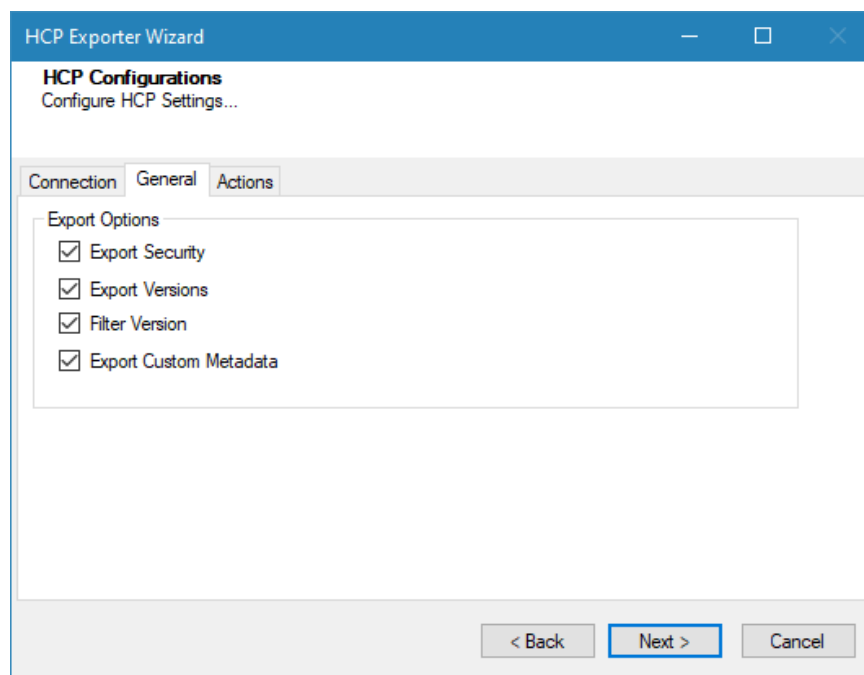 HCP Exporter Wizard
HCP Configurations
Configure HCP Settings...
Connection General Actions
Export Options
Export Security
Export Versions
Filter Version
Export Custom Metadata
< Back Next > Cancel